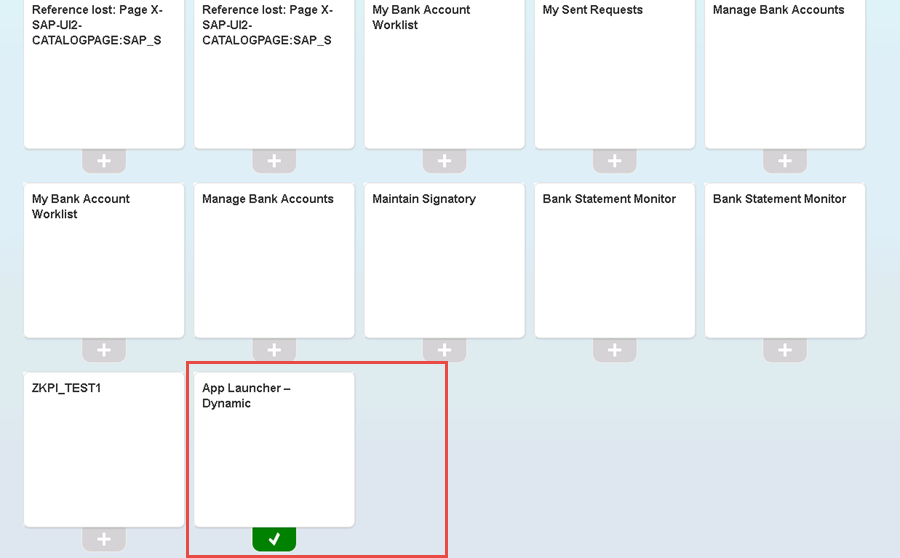 Reference lost: Page X-
SAP-UI2-
CATALOGPAGE:SAP_S
Reference lost: Page X-
SAP-UI2-
CATALOGPAGE:SAP_S
My Bank Account
Worklist
My Sent Requests
Manage Bank Accounts
My Bank Account
Worklist
Manage Bank Accounts
Maintain Signatory
Bank Statement Monitor
Bank Statement Monitor
ZKPI_TEST1
App Launcher –
Dynamic